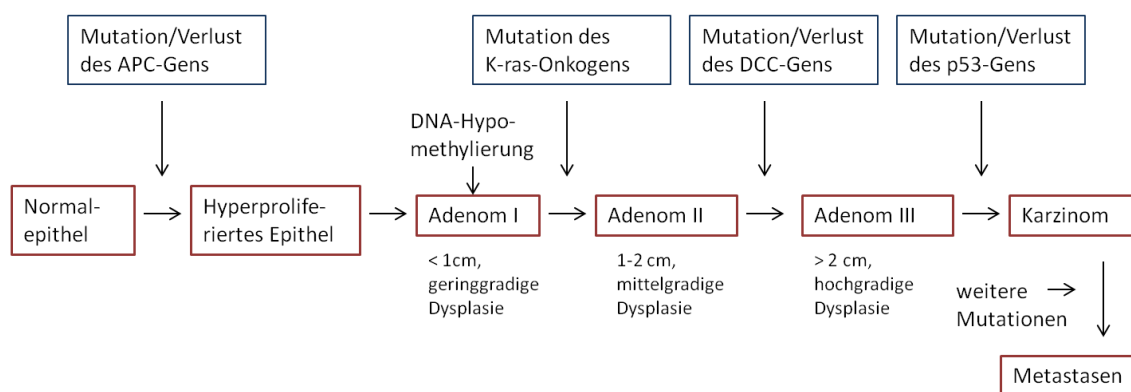 Mutation/Verlust
des APC-Gens
Mutation des
K-ras-Onkogens
Mutation/Verlust
des DCC-Gens
Mutation/Verlust
des p53-Gens
DNA-Hypo-
methylierung
Normal-
epithel
Hyperprolife-
riertes Epithel
Adenom I
Adenom II
Adenom III
Karzinom
< 1cm,
geringgradige
Dysplasie
1-2 cm,
mittelgradige
Dysplasie
> 2 cm,
hochgradige
Dysplasie
weitere
Mutationen
Metastasen